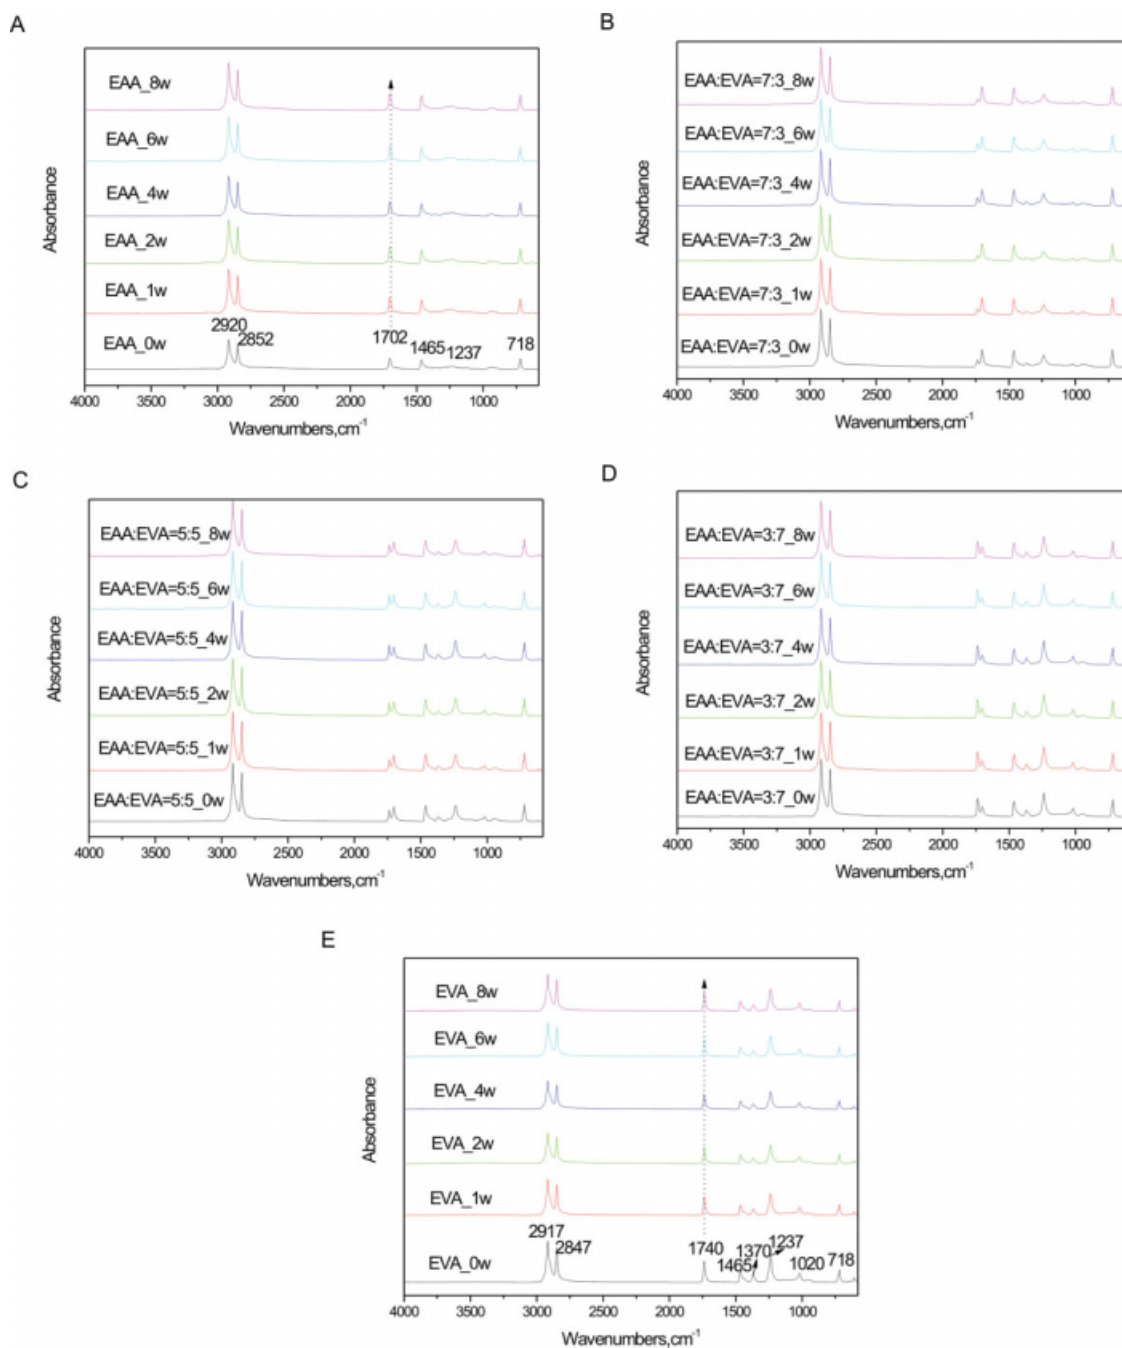 A
EAA_8w
EAA_6w
EAA_4w
EAA_2w
EAA_1w
2920
2852
1702
1465
1237
718
EAA_0w
4000 3500 3000 2500 2000 1500 1000
Wavenumbers,cm-1
Absorbance
B
EAA:EVA=7:3_8w
EAA:EVA=7:3_6w
EAA:EVA=7:3_4w
EAA:EVA=7:3_2w
EAA:EVA=7:3_1w
EAA:EVA=7:3_0w
4000 3500 3000 2500 2000 1500 1000
Wavenumbers,cm-1
Absorbance
C
EAA:EVA=5:5_8w
EAA:EVA=5:5_6w
EAA:EVA=5:5_4w
EAA:EVA=5:5_2w
EAA:EVA=5:5_1w
EAA:EVA=5:5_0w
4000 3500 3000 2500 2000 1500 1000
Wavenumbers,cm-1
Absorbance
D
EAA:EVA=3:7_8w
EAA:EVA=3:7_6w
EAA:EVA=3:7_4w
EAA:EVA=3:7_2w
EAA:EVA=3:7_1w
EAA:EVA=3:7_0w
4000 3500 3000 2500 2000 1500 1000
Wavenumbers,cm-1
Absorbance
E
EVA_8w
EVA_6w
EVA_4w
EVA_2w
EVA_1w
2917
2847
1740
1465
1370
1237
1020
718
EVA_0w
4000 3500 3000 2500 2000 1500 1000
Wavenumbers,cm-1
Absorbance